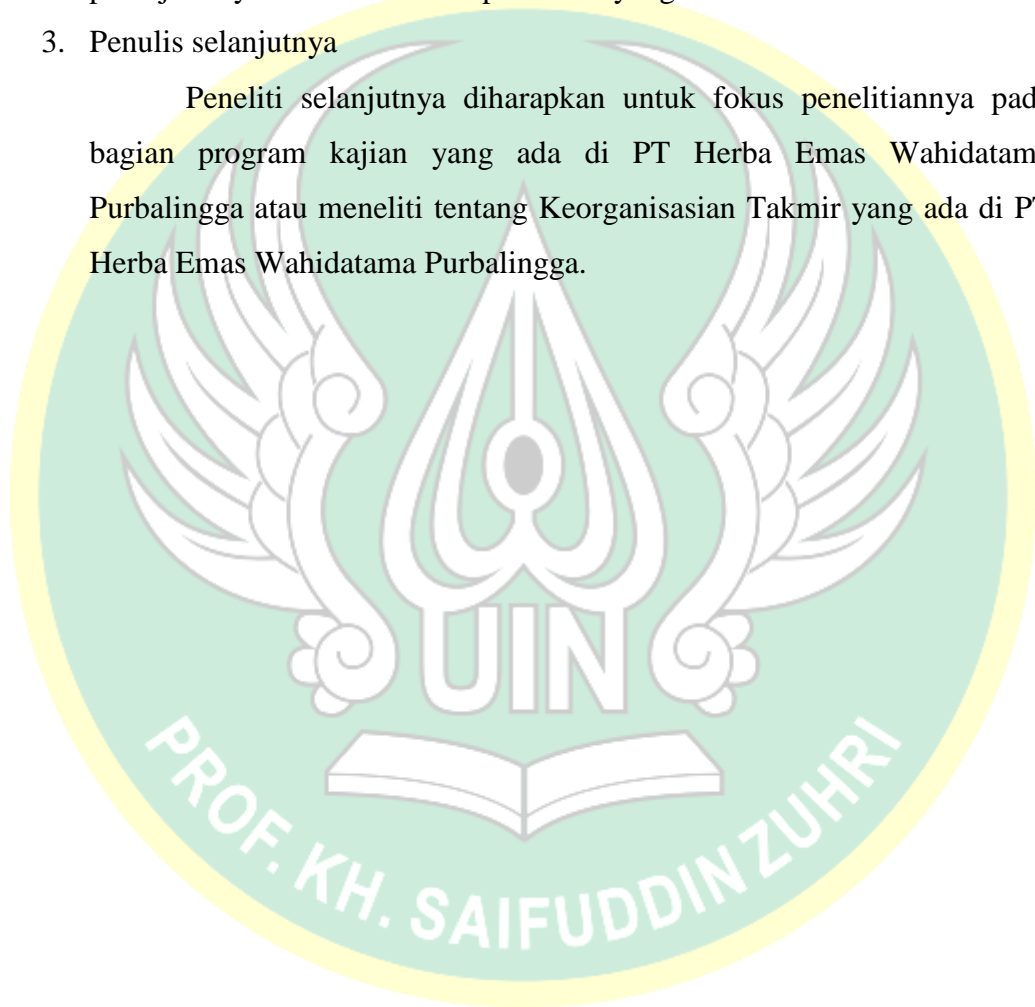 3. Penulis selanjutnya
Peneliti selanjutnya diharapkan untuk fokus penelitiannya pad
bagian program kajian yang ada di PT Herba Emas Wahidatam
Purbalingga atau meneliti tentang Keorganisasian Takmir yang ada di P
Herba Emas Wahidatama Purbalingga.
UIN
PROF. KH. SAIFUDDIN ZUHRI